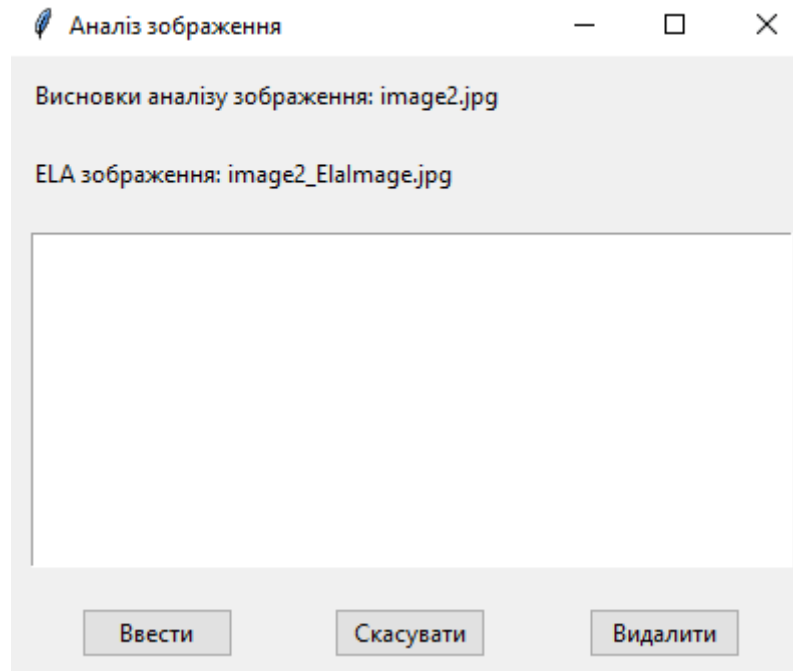 Аналіз зображення
Висновки аналізу зображення: image2.jpg
ELA зображення: image2_ElaImage.jpg
Ввести Скасувати Видалити